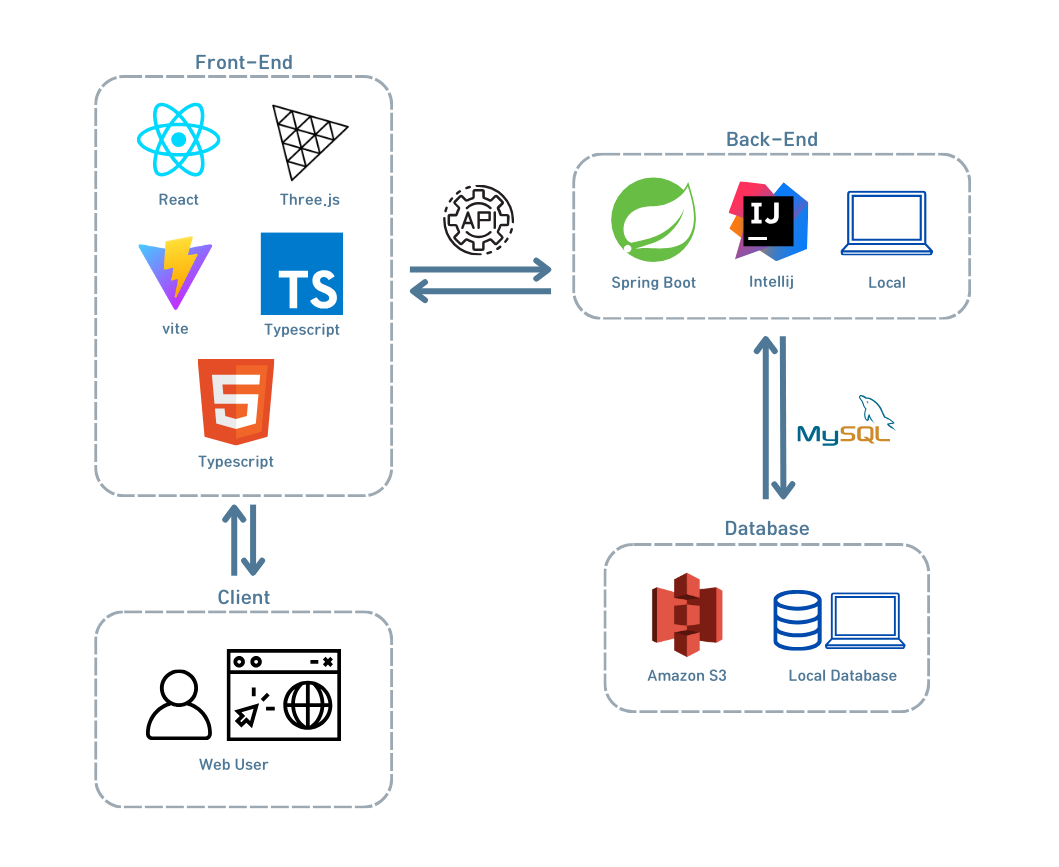 Front-End
React
Three.js
vite
TS
Typescript
5
Typescript
API
Back-End
IJ
Spring Boot
Intellij
Local
MySQL
Database
Amazon S3
Local Database
Client
Web User